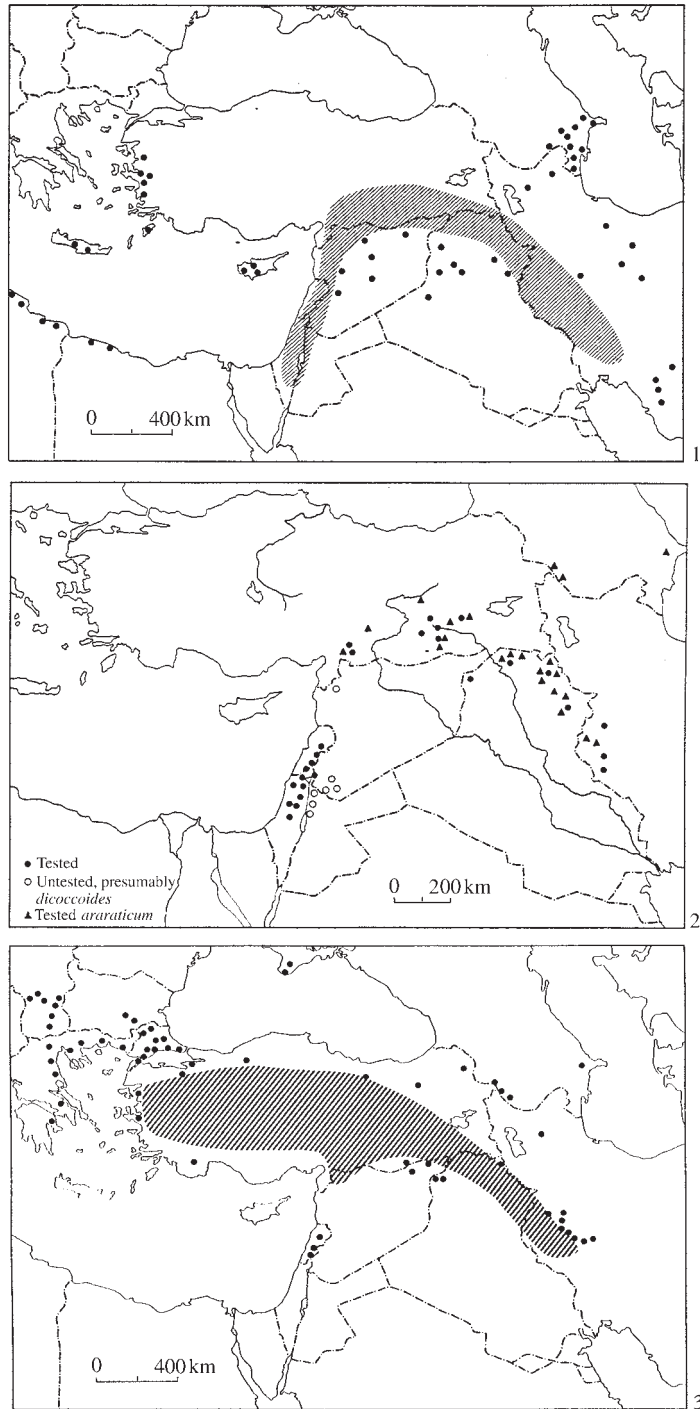 0 400 km
1
Tested
Untested, presumably
dicoccoides
Tested araraticum
0 200 km
2
0 400 km
3